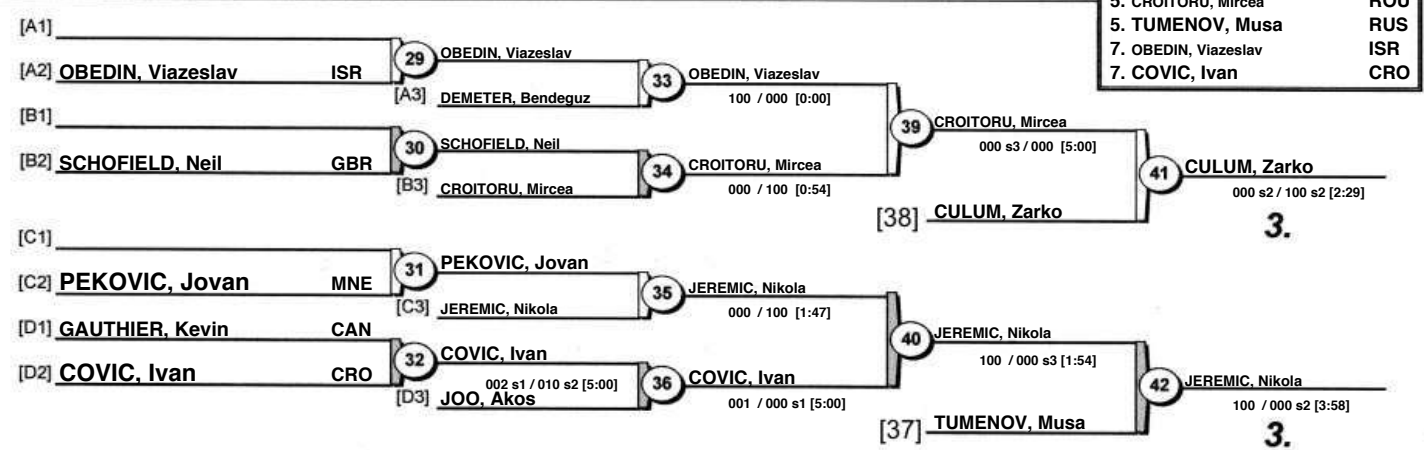 5. CROITORU, Mircea ROU
5. TUMENOV, Musa RUS
7. OBEDIN, Viazeslav ISR
7. COVIC, Ivan CRO
[A1]
[A2] OBEDIN, Viazeslav ISR
29 OBEDIN, Viazeslav
[A3] DEMETER, Bendeguz
33 OBEDIN, Viazeslav
100 / 000 [0:00]
[B1]
[B2] SCHOFIELD, Neil GBR
30 SCHOFIELD, Neil
[B3] CROITORU, Mircea
34 CROITORU, Mircea
000 / 100 [0:54]
39 CROITORU, Mircea
000 s3 / 000 [5:00]
[38] CULUM, Zarko
41 CULUM, Zarko
000 s2 / 100 s2 [2:29]
3.
[C1]
[C2] PEKOVIC, Jovan MNE
31 PEKOVIC, Jovan
[C3] JEREMIC, Nikola
35 JEREMIC, Nikola
000 / 100 [1:47]
[D1] GAUTHIER, Kevin CAN
[D2] COVIC, Ivan CRO
32 COVIC, Ivan
002 s1 / 010 s2 [5:00]
[D3] JOO, Akos
36 COVIC, Ivan
001 / 000 s1 [5:00]
40 JEREMIC, Nikola
100 / 000 s3 [1:54]
[37] TUMENOV, Musa
42 JEREMIC, Nikola
100 / 000 s2 [3:58]
3.